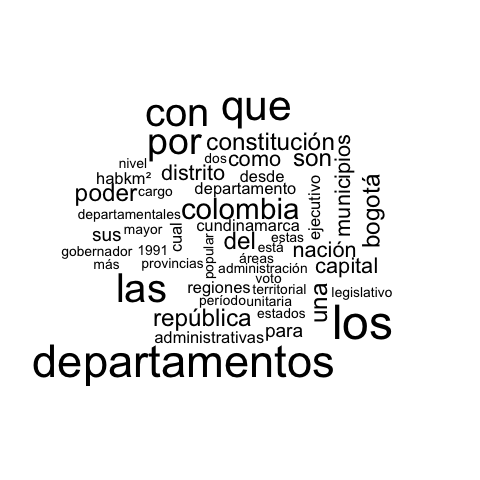 con que
por constitución
nivel dos como son
habkm² distrito desde
poder cargo departamento ejecutivo municipios
departamentales colombia bogotá
sus mayor cual cundinamarca
del estas
gobernador 1991 popular está nación
más provincias áreas
administración capital
voto
las regiones territorial una legislativo
período unitaria
república estados los
administrativas para
departamentos